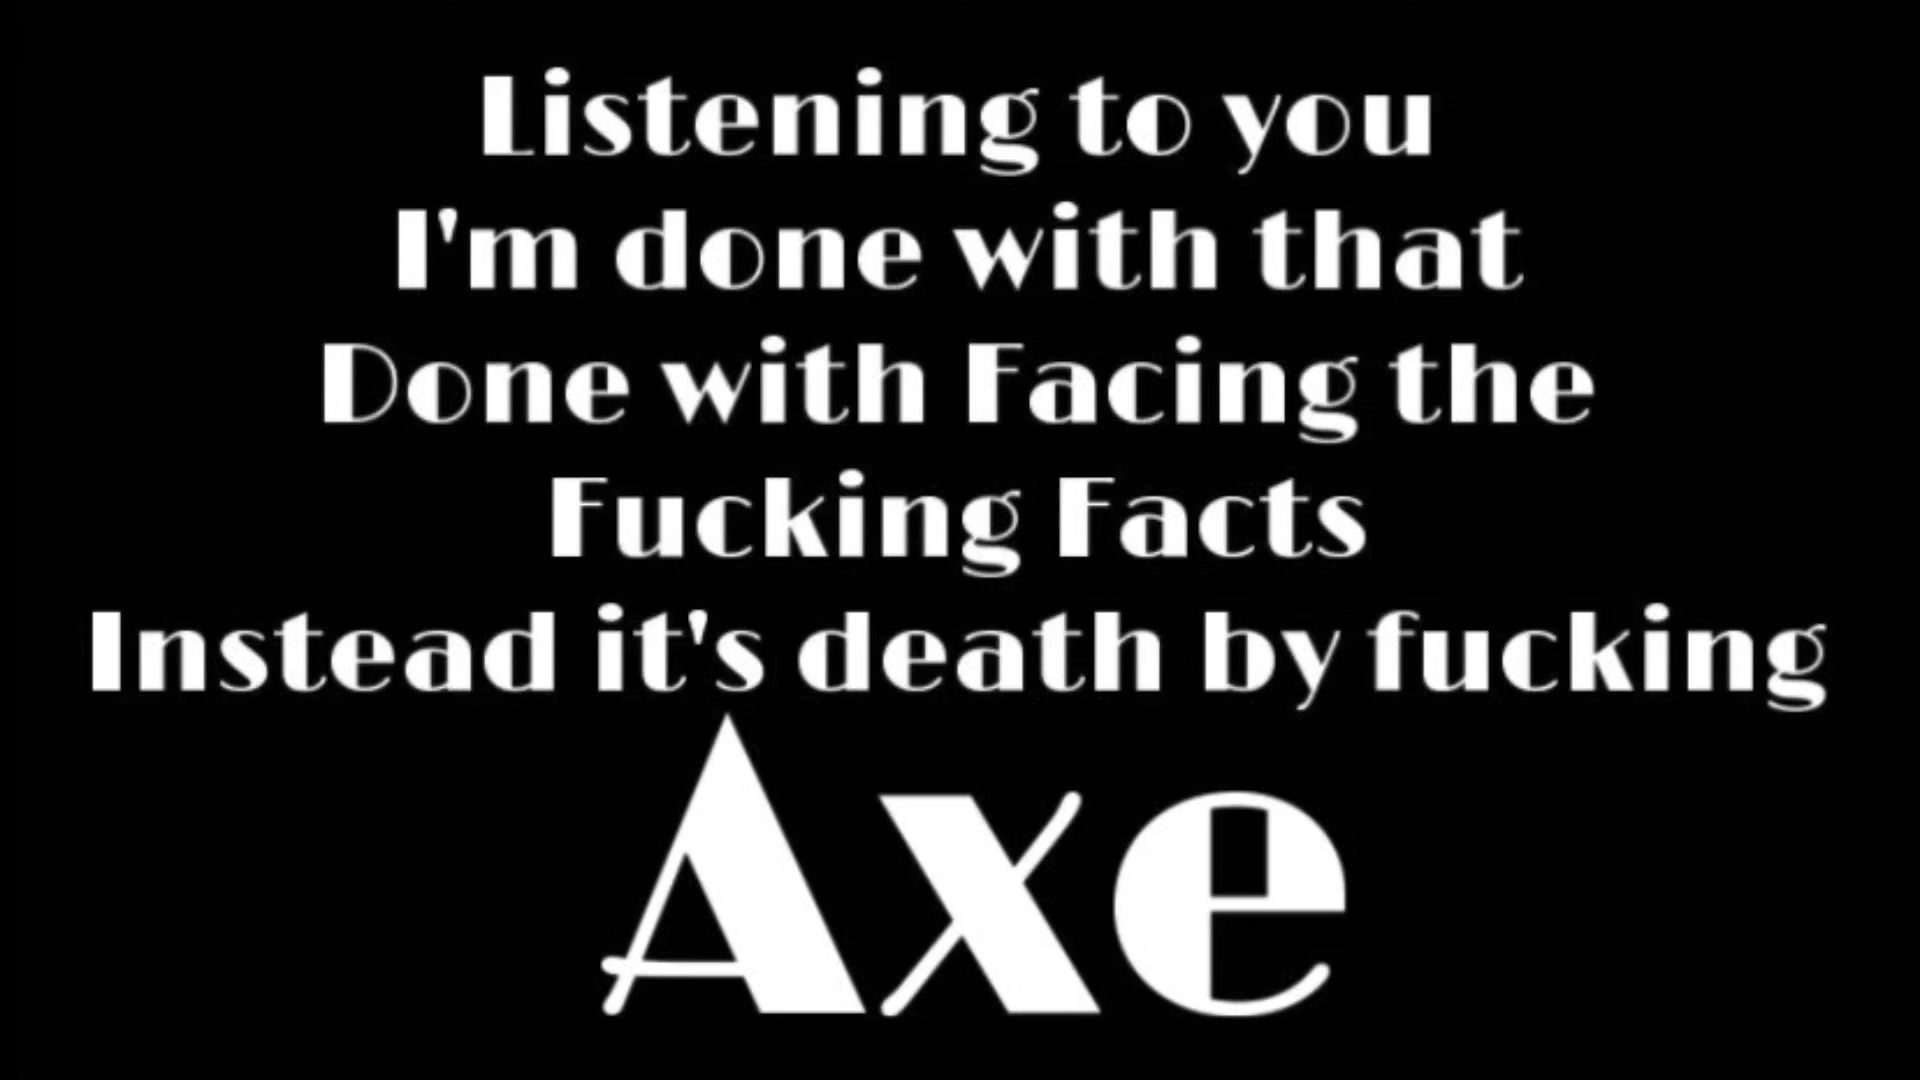 Listening to you
I'm done with that
Done with Facing the
Fucking Facts
Instead it's death by fucking
Axe